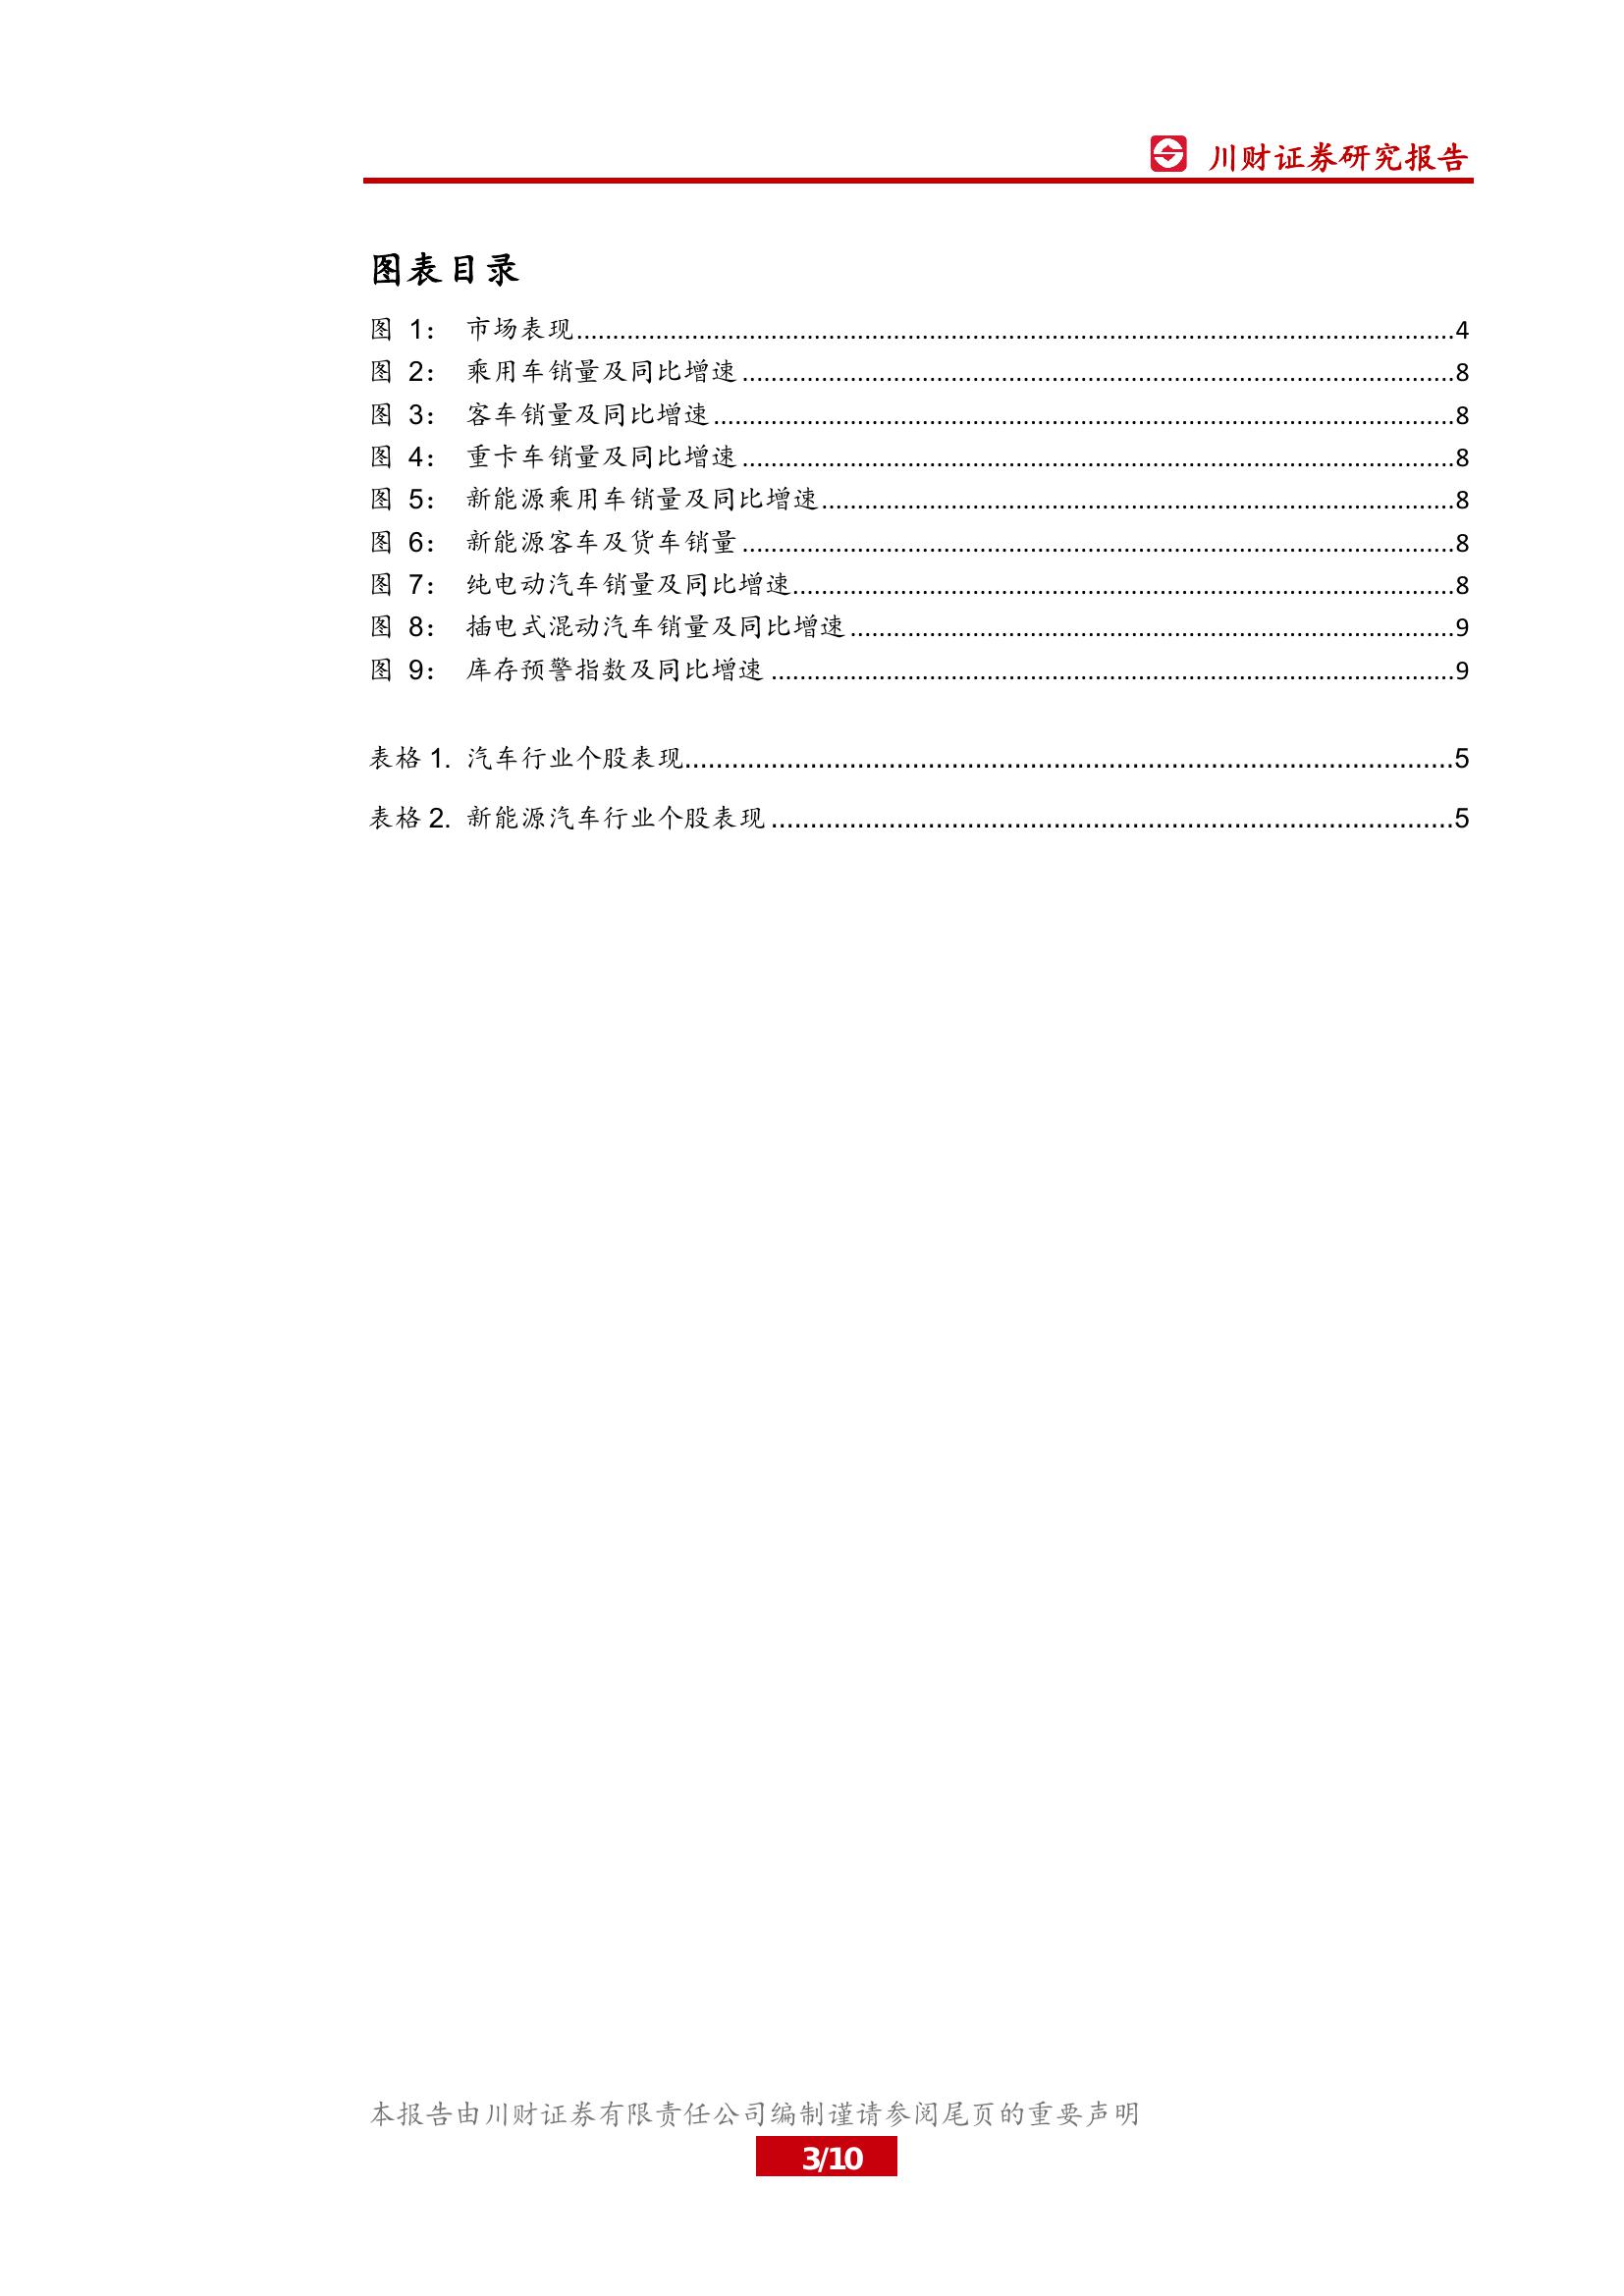 川财证券研究报告
图表目录
图 1： 市场表现................................................................4
图 2： 乘用车销量及同比增速................................................................8
图 3： 客车销量及同比增速................................................................8
图 4： 重卡车销量及同比增速................................................................8
图 5： 新能源乘用车销量及同比增速................................................................8
图 6： 新能源客车及货车销量................................................................8
图 7： 纯电动汽车销量及同比增速................................................................8
图 8： 插电式混动汽车销量及同比增速................................................................9
图 9： 库存预警指数及同比增速................................................................9
表格 1. 汽车行业个股表现................................................................5
表格 2. 新能源汽车行业个股表现................................................................5
本报告由川财证券有限责任公司编制谨请参阅尾页的重要声明
3/10